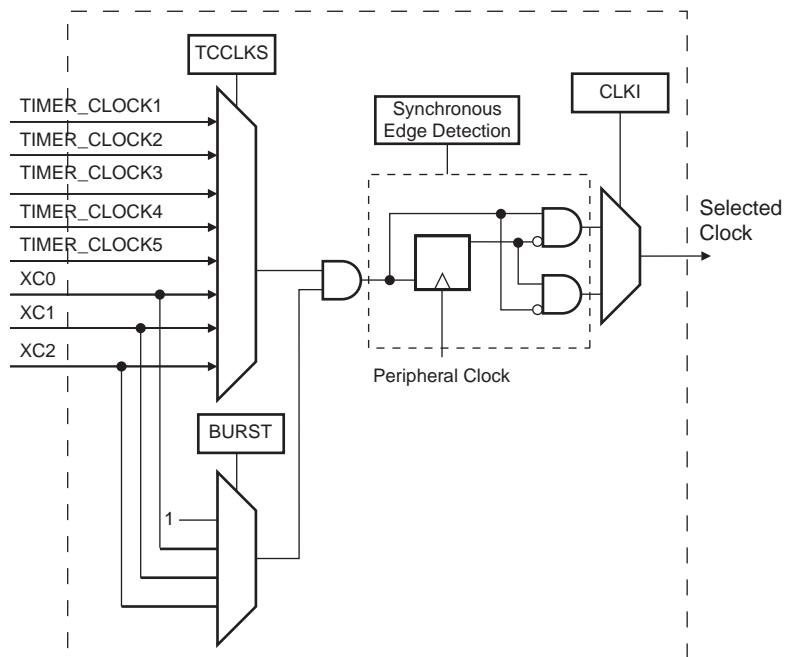 TCCLKS
TIMER_CLOCK1
TIMER_CLOCK2
TIMER_CLOCK3
TIMER_CLOCK4
TIMER_CLOCK5
XC0
XC1
XC2
Synchronous
Edge Detection
CLKI
Selected
Clock
Peripheral Clock
BURST
1